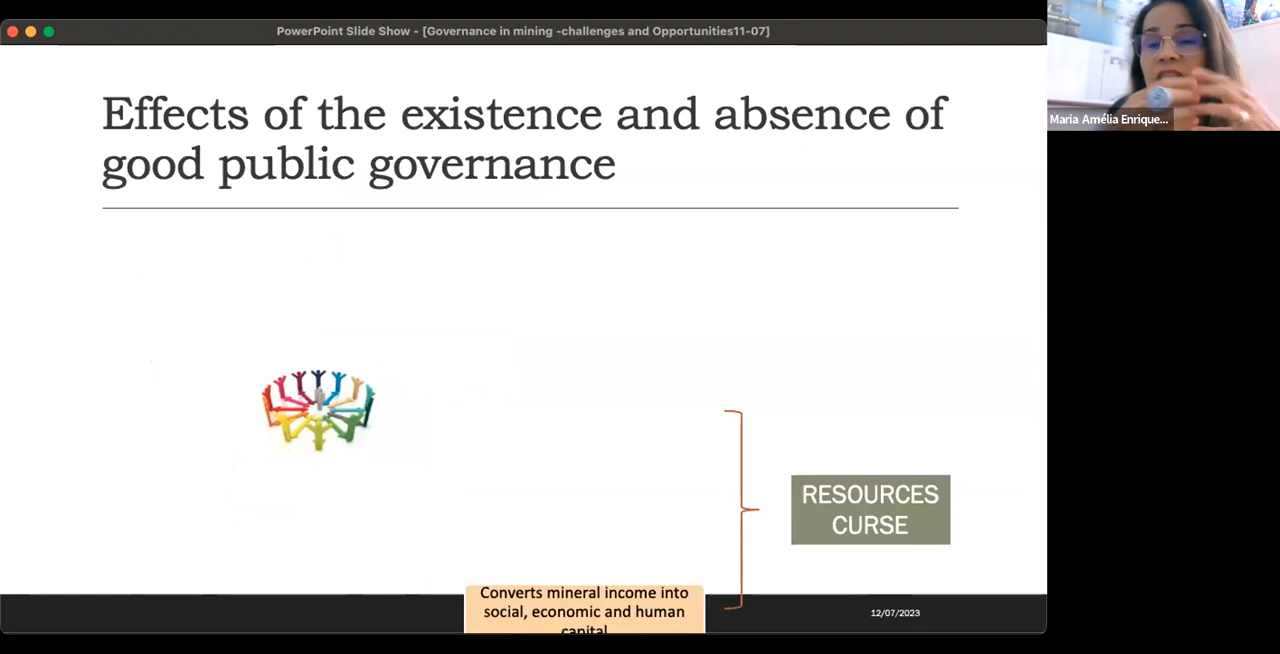 PowerPoint Slide Show - [Governance in mining -challenges and Opportunities11-07]
Maria Amélia Enrique...
Effects of the existence and absence of
good public governance
RESOURCES
CURSE
Converts mineral income into
social, economic and human
capital
12/07/2023